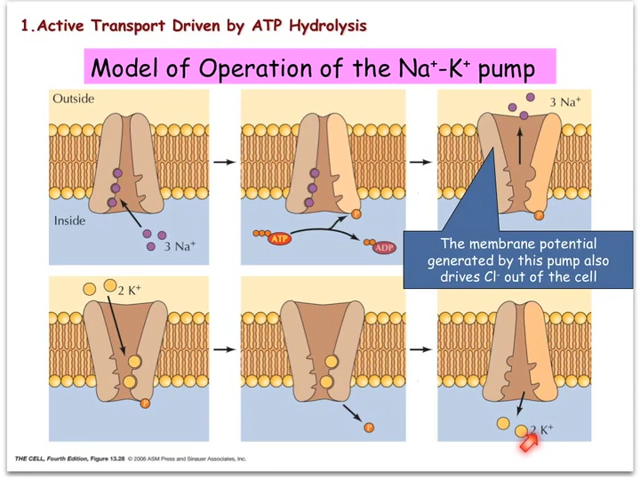 1.Active Transport Driven by ATP Hydrolysis
Model of Operation of the Na⁺-K⁺ pump
Outside
Inside
3 Na⁺
ATP
P
ADP
3 Na⁺
P
The membrane potential
generated by this pump also
drives Cl⁻ out of the cell
2 K⁺
P
P
2 K⁺
THE CELL, Fourth Edition, Figure 13.28 © 2006 ASM Press and Sinauer Associates, Inc.